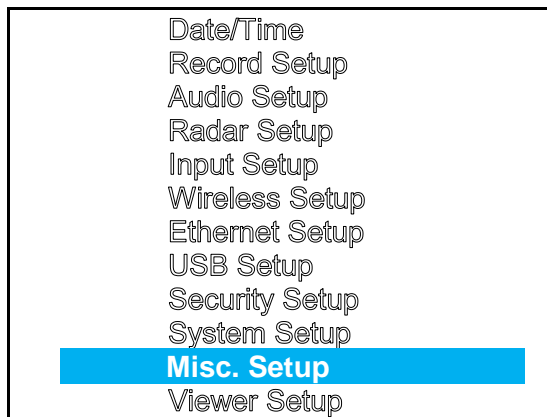 Date/Time
Record Setup
Audio Setup
Radar Setup
Input Setup
Wireless Setup
Ethernet Setup
USB Setup
Security Setup
System Setup
Misc. Setup
Viewer Setup